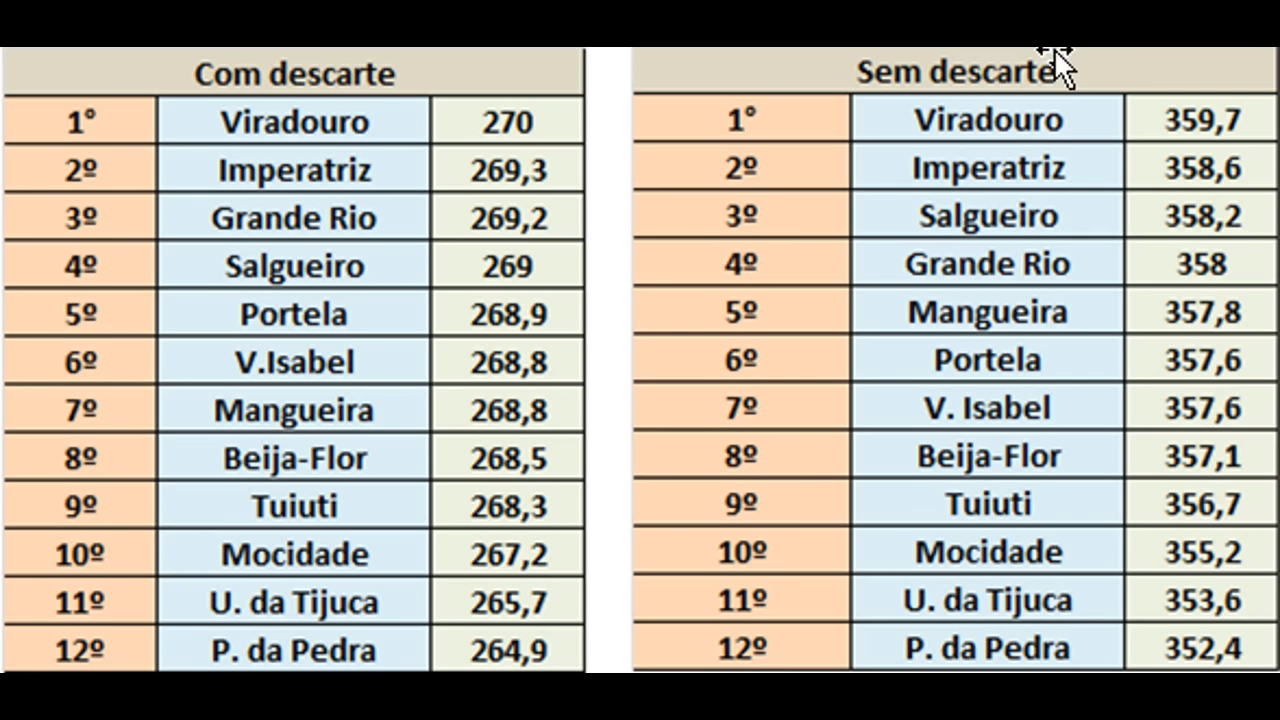 Com descarte
1° Viradouro 270
2º Imperatriz 269,3
3º Grande Rio 269,2
4º Salgueiro 269
5º Portela 268,9
6º V.Isabel 268,8
7º Mangueira 268,8
8º Beija-Flor 268,5
9º Tuiuti 268,3
10º Mocidade 267,2
11º U. da Tijuca 265,7
12º P. da Pedra 264,9
Sem descarte
1° Viradouro 359,7
2º Imperatriz 358,6
3º Salgueiro 358,2
4º Grande Rio 358
5º Mangueira 357,8
6º Portela 357,6
7º V. Isabel 357,6
8º Beija-Flor 357,1
9º Tuiuti 356,7
10º Mocidade 355,2
11º U. da Tijuca 353,6
12º P. da Pedra 352,4